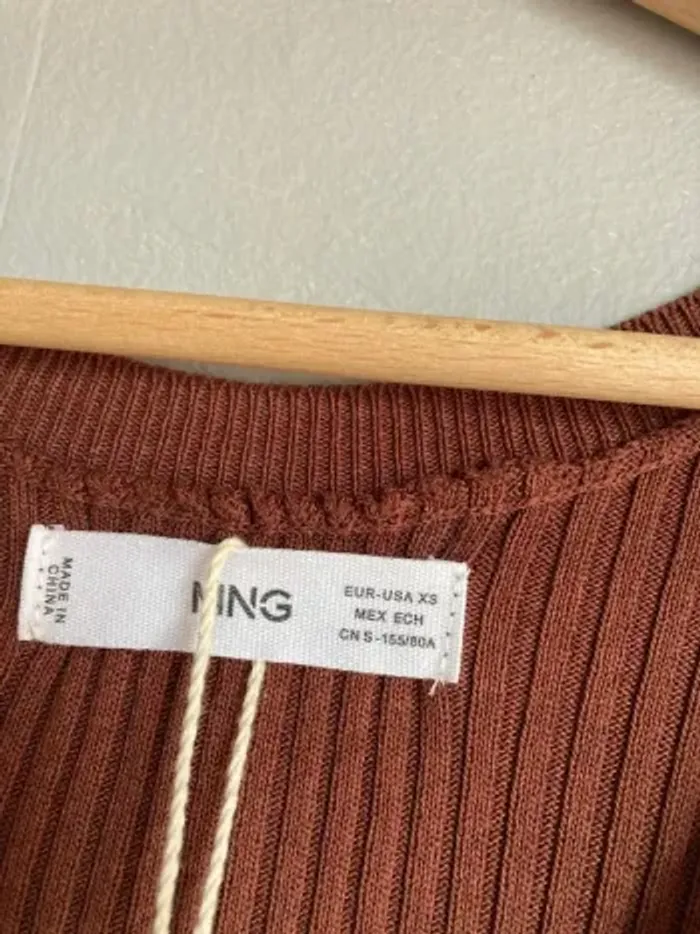 MADE IN
CHINA
MNG
EUR-USA XS
MEX ECH
CN S -155/80A